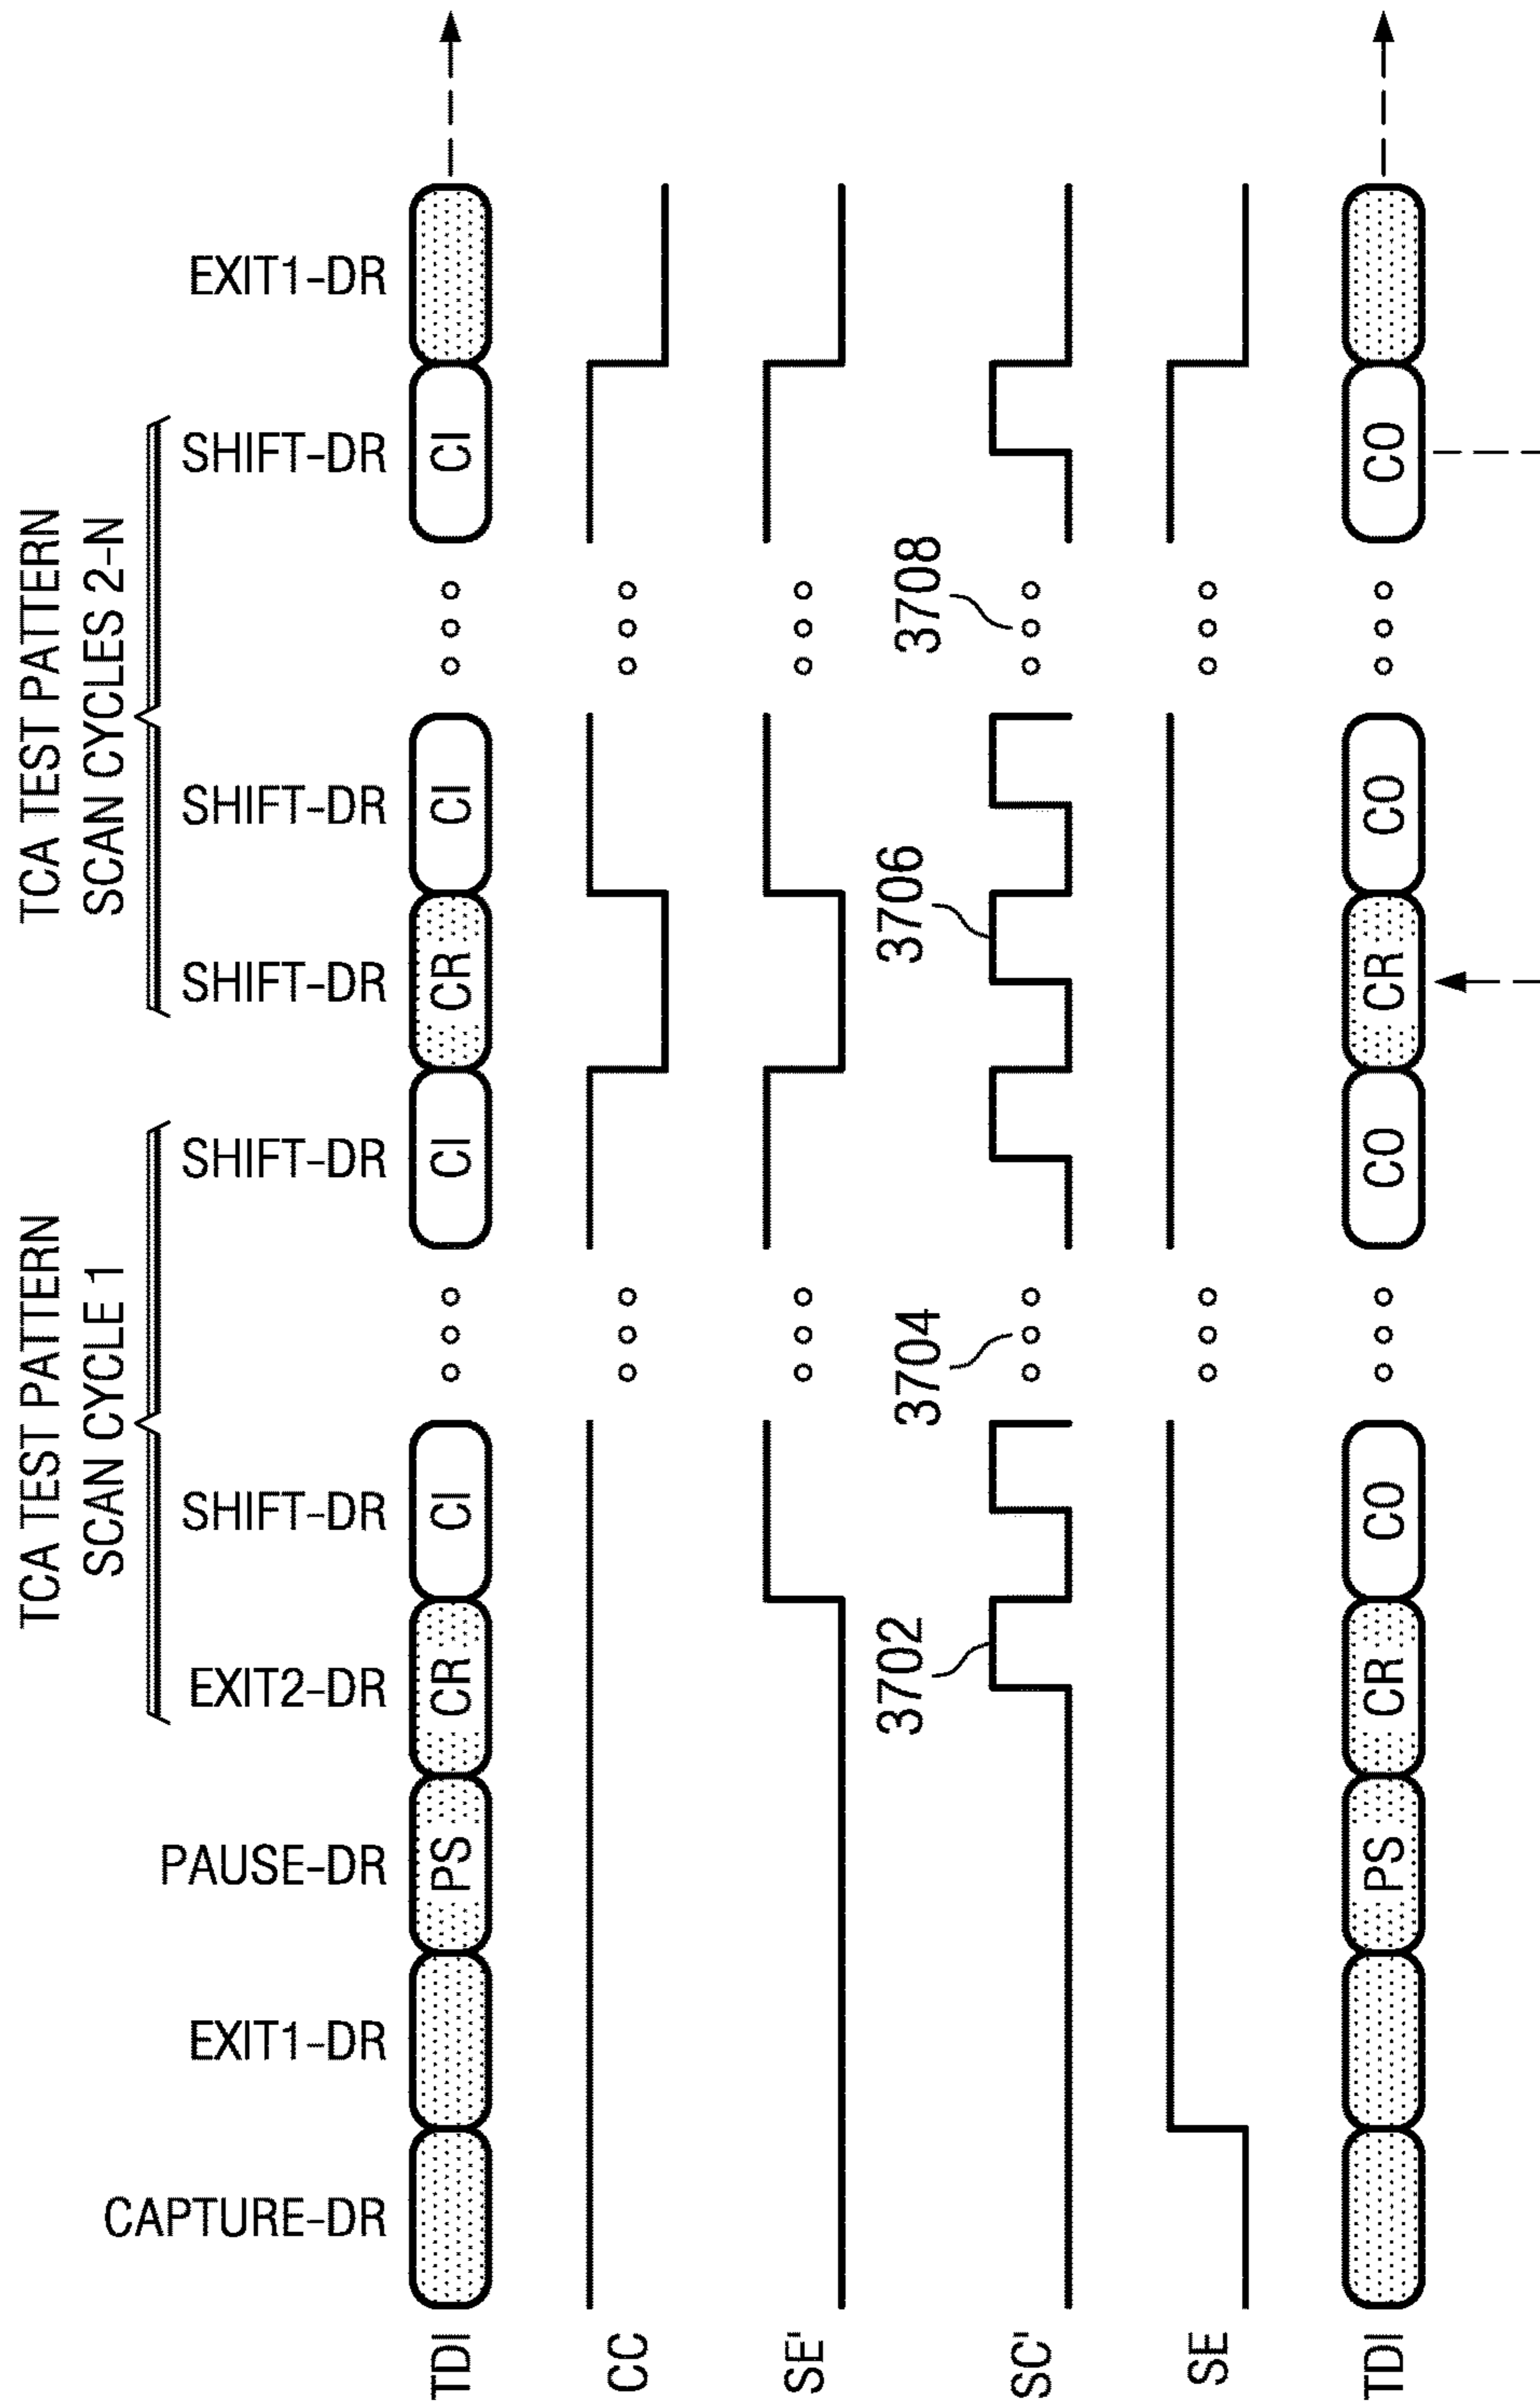 TCA TEST PATTERN
SCAN CYCLE 1
TCA TEST PATTERN
SCAN CYCLES 2-N
CAPTURE-DR EXIT1-DR PAUSE-DR EXIT2-DR SHIFT-DR SHIFT-DR SHIFT-DR SHIFT-DR SHIFT-DR EXIT1-DR
TDI PS CR CI CI CR CI CI
CC
SE'
3702 3704 3706 3708
SC'
SE
TDI PS CR CO CO CR CO CO